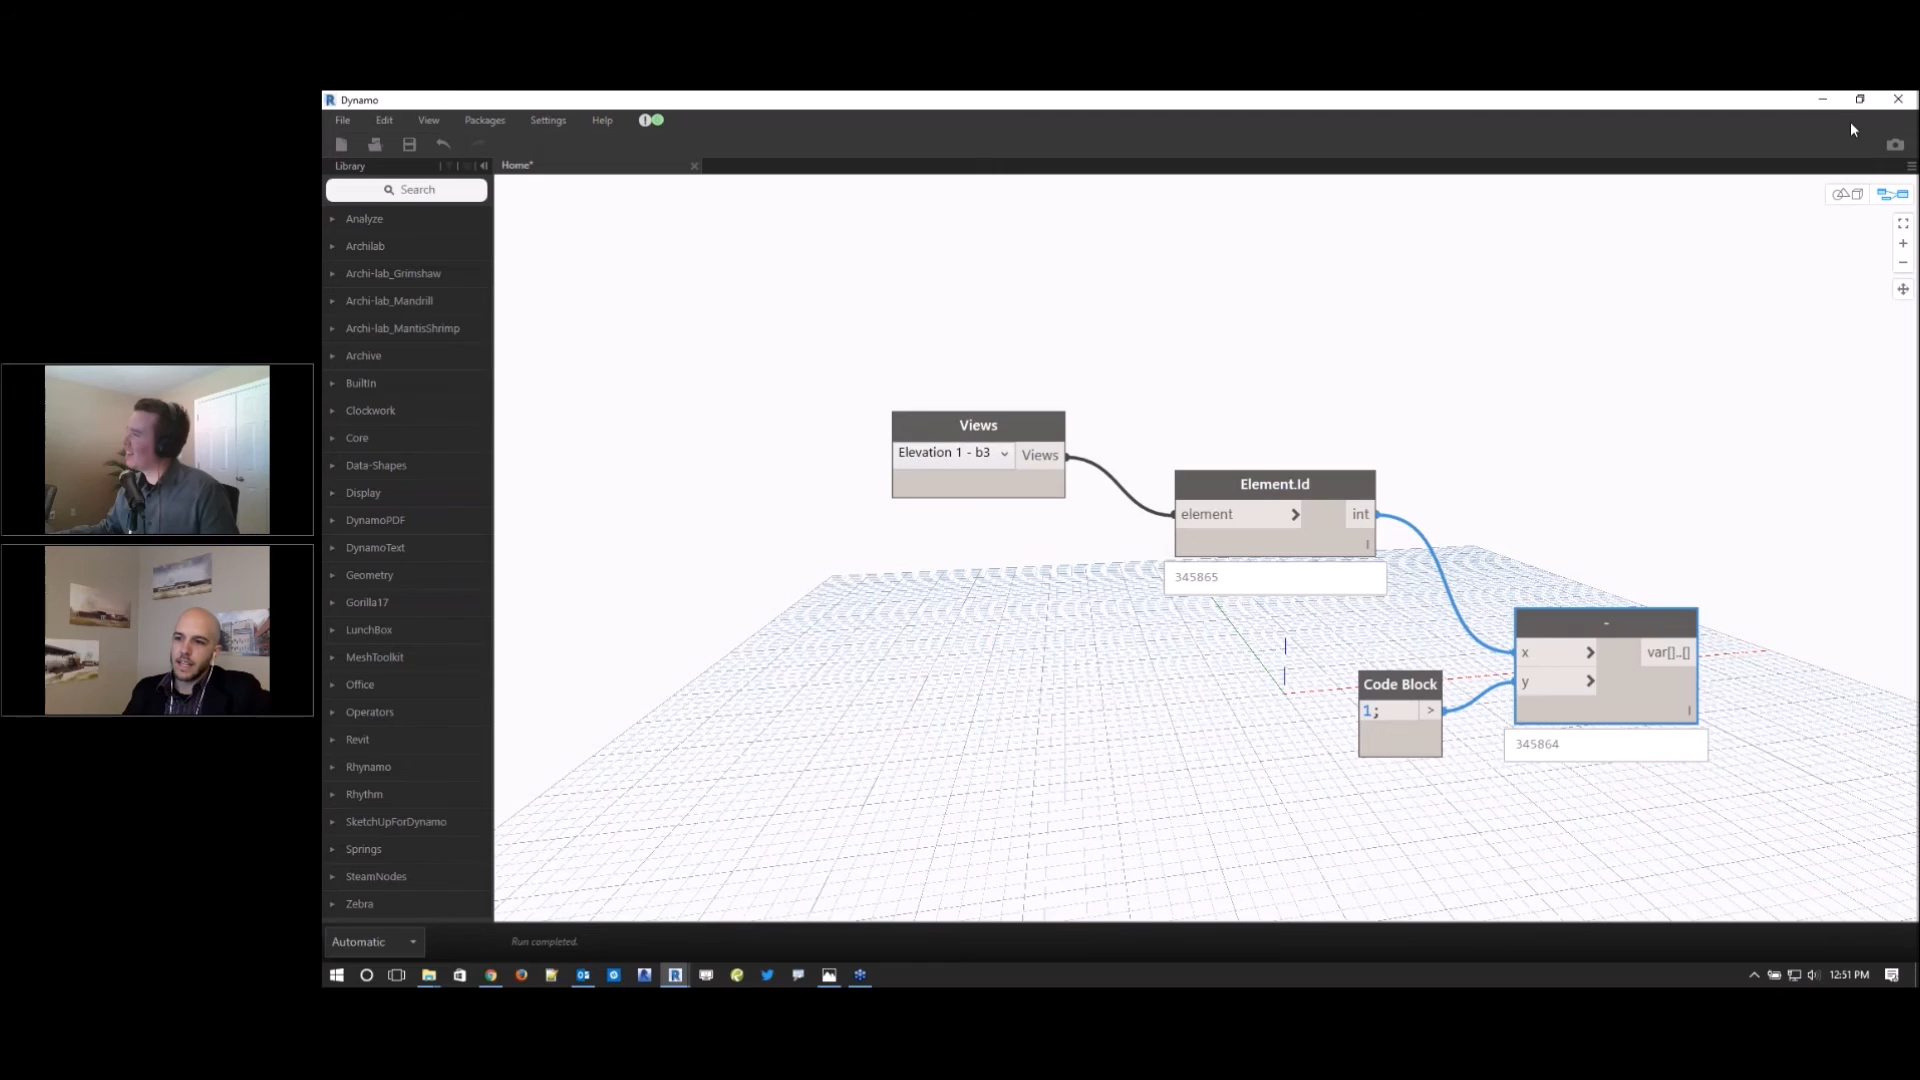 Dynamo
File Edit View Packages Settings Help
Library
Home*
Search
Analyze
Archilab
Archi-lab_Grimshaw
Archi-lab_Mandrill
Archi-lab_MantisShrimp
Archive
BuiltIn
Clockwork
Core
Data-Shapes
Display
DynamoPDF
DynamoText
Geometry
Gorilla17
LunchBox
MeshToolkit
Office
Operators
Revit
Rhynamo
Rhythm
SketchUpForDynamo
Springs
SteamNodes
Zebra
Views
Elevation 1 - b3 Views
Element.Id
element > int
345865
Code Block
1; >
-
x > var[]..[]
y >
345864
Automatic
Run completed.
12:51 PM